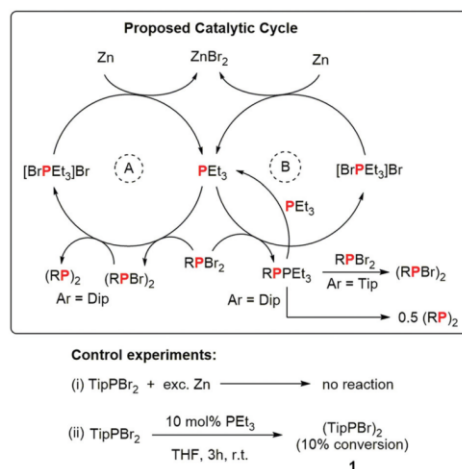 Proposed Catalytic Cycle
Zn ZnBr2 Zn
[BrPEt3]Br A PEt3 B [BrPEt3]Br
PEt3
(RP)2 (RPBr)2 RPBr2 RPPEt3 RPBr2 (RPBr)2
Ar = Dip Ar = Dip Ar = Tip
0.5 (RP)2
Control experiments:
(i) TipPBr2 + exc. Zn no reaction
(ii) TipPBr2 10 mol% PEt3 (TipPBr)2
THF, 3h, r.t. (10% conversion)
1